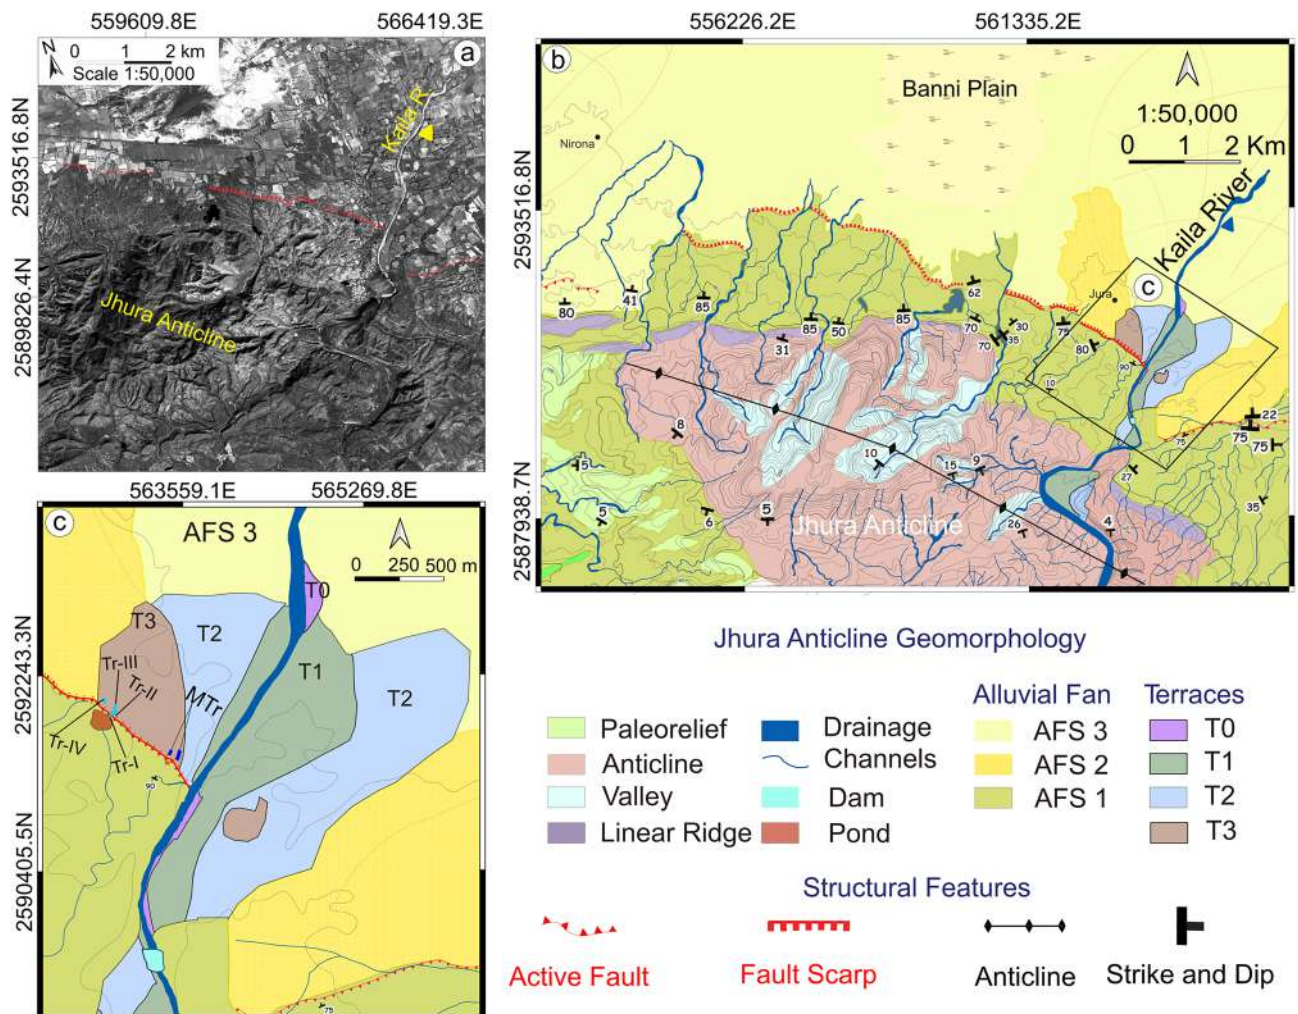 559609.8E
566419.3E
N
0 1 2 km
Scale 1:50,000
a
2593516.8N
2589826.4N
Kaila R
Jhura Anticline
556226.2E
561335.2E
b
Banni Plain
1:50,000
0 1 2 Km
Nirona
2593516.8N
2587938.7N
Kaila River
Jura
c
80
41
85
85
50
31
85
62
70
70
30
35
75
80
90
10
22
75
75
75
8
10
15
9
27
5
5
6
5
26
4
35
Jhura Anticline
563559.1E
565269.8E
c
AFS 3
0 250 500 m
2592243.3N
2590405.5N
T0
T3
T2
T1
T2
Tr-III
Tr-II
MTr
Tr-IV
Tr-I
90
75
Jhura Anticline Geomorphology
Paleorelief
Anticline
Valley
Linear Ridge
Drainage
Channels
Dam
Pond
Alluvial Fan
AFS 3
AFS 2
AFS 1
Terraces
T0
T1
T2
T3
Structural Features
Active Fault
Fault Scarp
Anticline
Strike and Dip